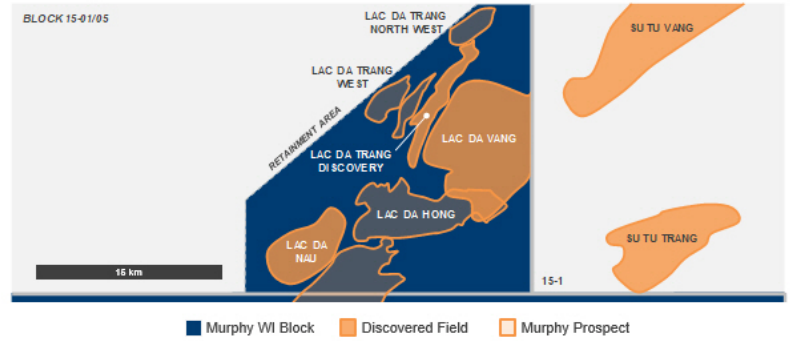 BLOCK 15-01/05
LAC DA TRANG
NORTH WEST
SU TU VANG
LAC DA TRANG
WEST
RETAINMENT AREA
LAC DA VANG
LAC DA TRANG
DISCOVERY
LAC DA HONG
LAC DA
NAU
SU TU TRANG
15 km
15-1
Murphy WI Block
Discovered Field
Murphy Prospect